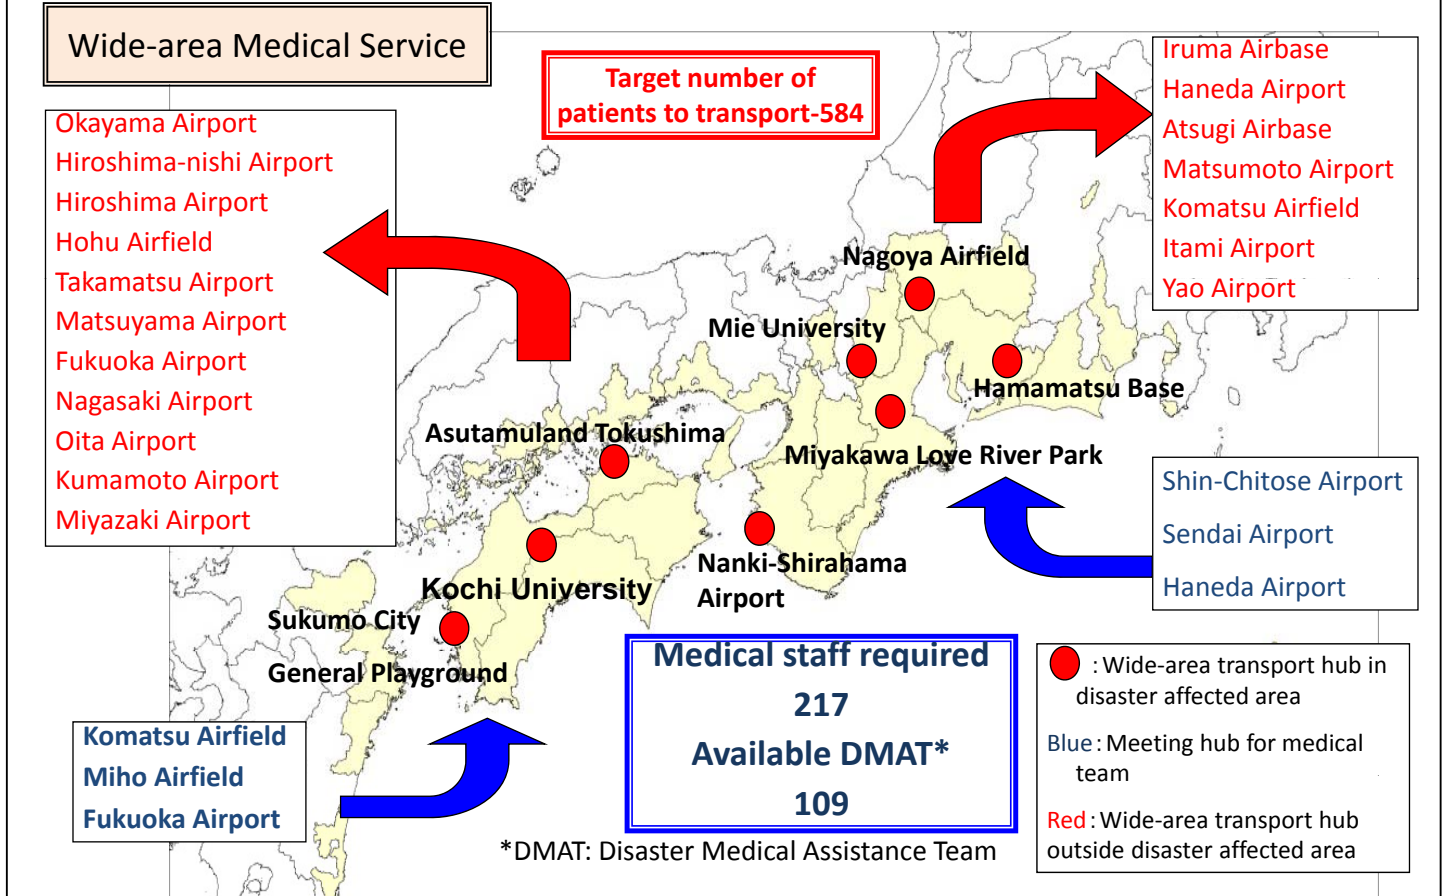 Wide-area Medical Service
Target number of
patients to transport-584
Okayama Airport
Hiroshima-nishi Airport
Hiroshima Airport
Hohu Airfield
Takamatsu Airport
Matsuyama Airport
Fukuoka Airport
Nagasaki Airport
Oita Airport
Kumamoto Airport
Miyazaki Airport
Iruma Airbase
Haneda Airport
Atsugi Airbase
Matsumoto Airport
Komatsu Airfield
Itami Airport
Yao Airport
Nagoya Airfield
Mie University
Hamamatsu Base
Asutamuland Tokushima
Miyakawa Love River Park
Nanki-Shirahama
Airport
Kochi University
Sukumo City
General Playground
Shin-Chitose Airport
Sendai Airport
Haneda Airport
Komatsu Airfield
Miho Airfield
Fukuoka Airport
Medical staff required
217
Available DMAT*
109
*DMAT: Disaster Medical Assistance Team
: Wide-area transport hub in
disaster affected area
Blue : Meeting hub for medical
team
Red : Wide-area transport hub
outside disaster affected area